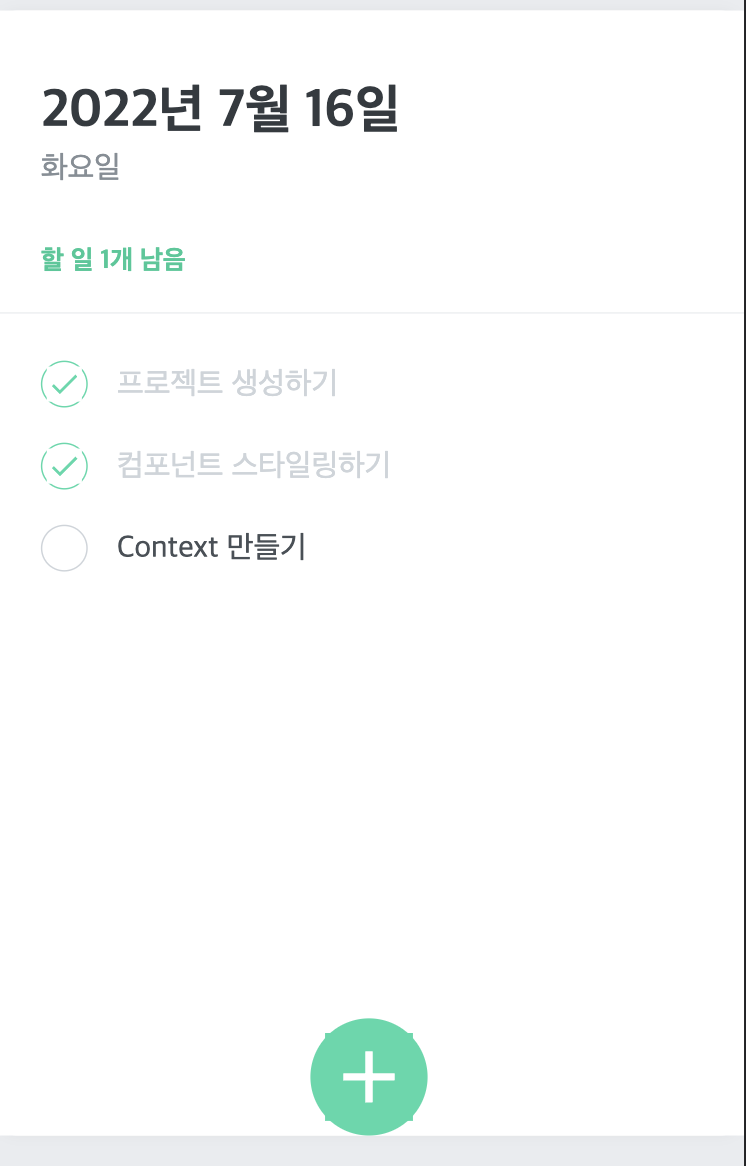 2022년 7월 16일
화요일
할 일 1개 남음
프로젝트 생성하기
컴포넌트 스타일링하기
Context 만들기